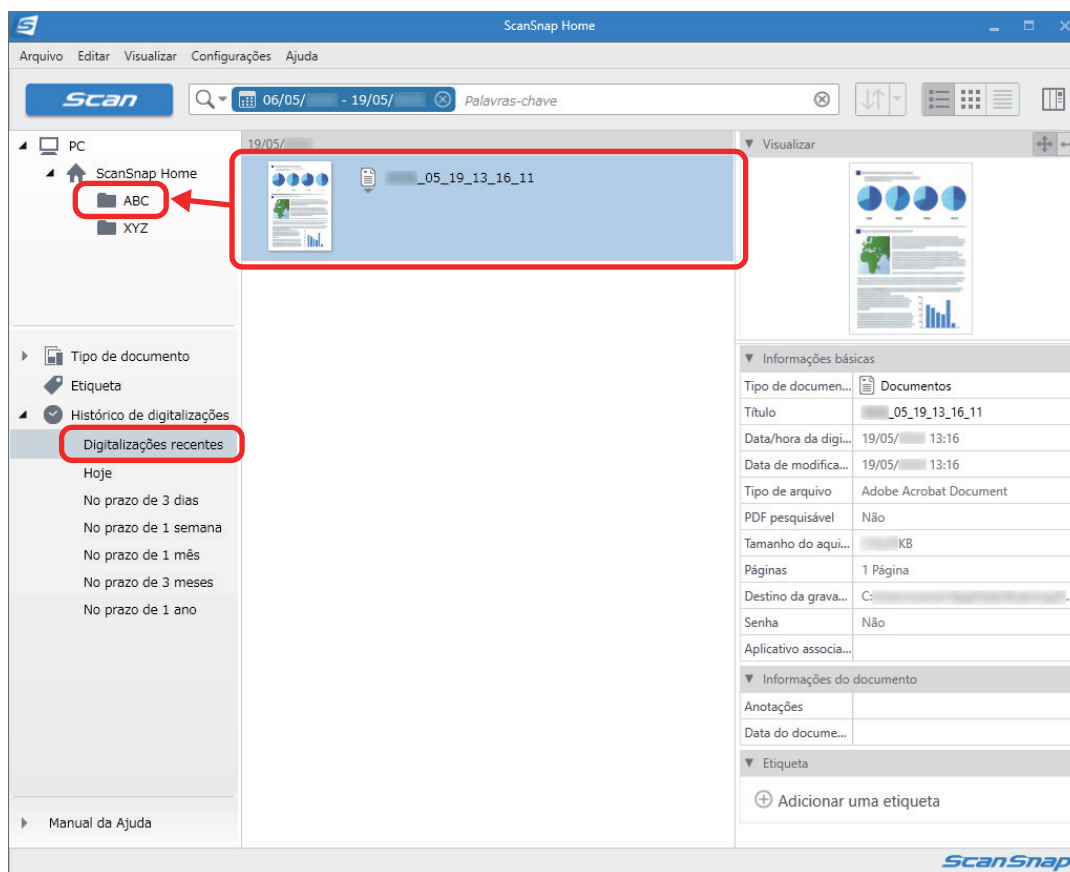 ScanSnap Home
Arquivo Editar Visualizar Configurações Ajuda
Scan
06/05/ - 19/05/ Palavras-chave
PC
ScanSnap Home
ABC
XYZ
Tipo de documento
Etiqueta
Histórico de digitalizações
Digitalizações recentes
Hoje
No prazo de 3 dias
No prazo de 1 semana
No prazo de 1 mês
No prazo de 3 meses
No prazo de 1 ano
Manual da Ajuda
19/05/
_05_19_13_16_11
Visualizar
Informações básicas
Tipo de documen... Documentos
Título _05_19_13_16_11
Data/hora da digi... 19/05/ 13:16
Data de modifica... 19/05/ 13:16
Tipo de arquivo Adobe Acrobat Document
PDF pesquisável Não
Tamanho do aqui... KB
Páginas 1 Página
Destino da grava... C:
Senha Não
Aplicativo associa...
Informações do documento
Anotações
Data do docume...
Etiqueta
Adicionar uma etiqueta
ScanSnap